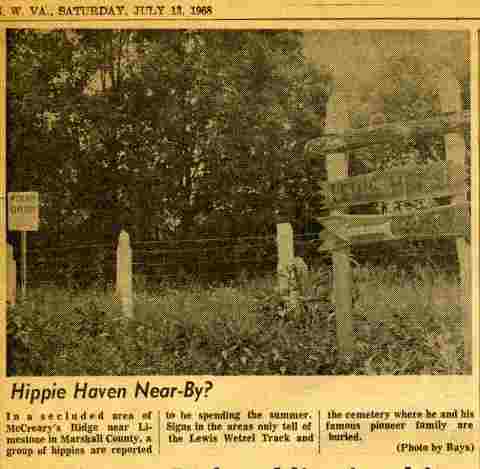 W. VA., SATURDAY, JULY 13, 1968
Hippie Haven Near-By?
In a secluded area of
McCreary's Ridge near Li-
mestone in Marshall County, a
group of hippies are reported
to be spending the summer.
Signs in the areas only tell of
the Lewis Wetzel Track and
the cemetery where he and his
famous pioneer family are
buried.
(Photo by Bays)